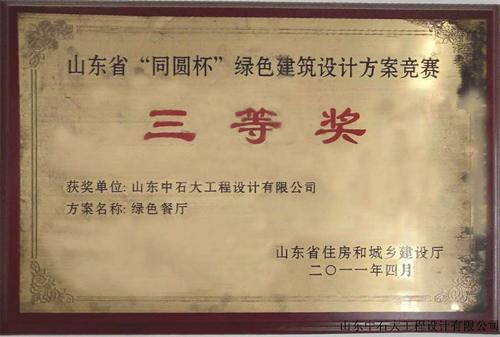 山东省“同圆杯”绿色建筑设计方案竞赛
三等奖
获奖单位: 山东中石大工程设计有限公司
方案名称: 绿色餐厅
山东省住房和城乡建设厅
二〇一一年四月
山东中石大工程设计有限公司